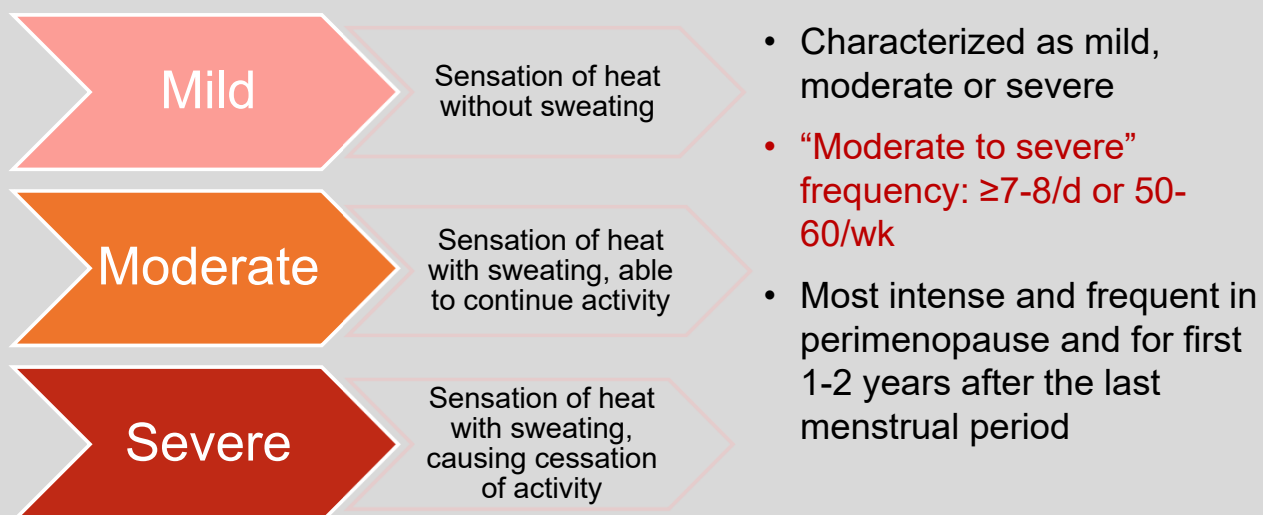 Mild
Sensation of heat
without sweating
Moderate
Sensation of heat
with sweating, able
to continue activity
Severe
Sensation of heat
with sweating,
causing cessation
of activity
• Characterized as mild,
moderate or severe
• “Moderate to severe”
frequency: ≥7-8/d or 50-
60/wk
• Most intense and frequent in
perimenopause and for first
1-2 years after the last
menstrual period